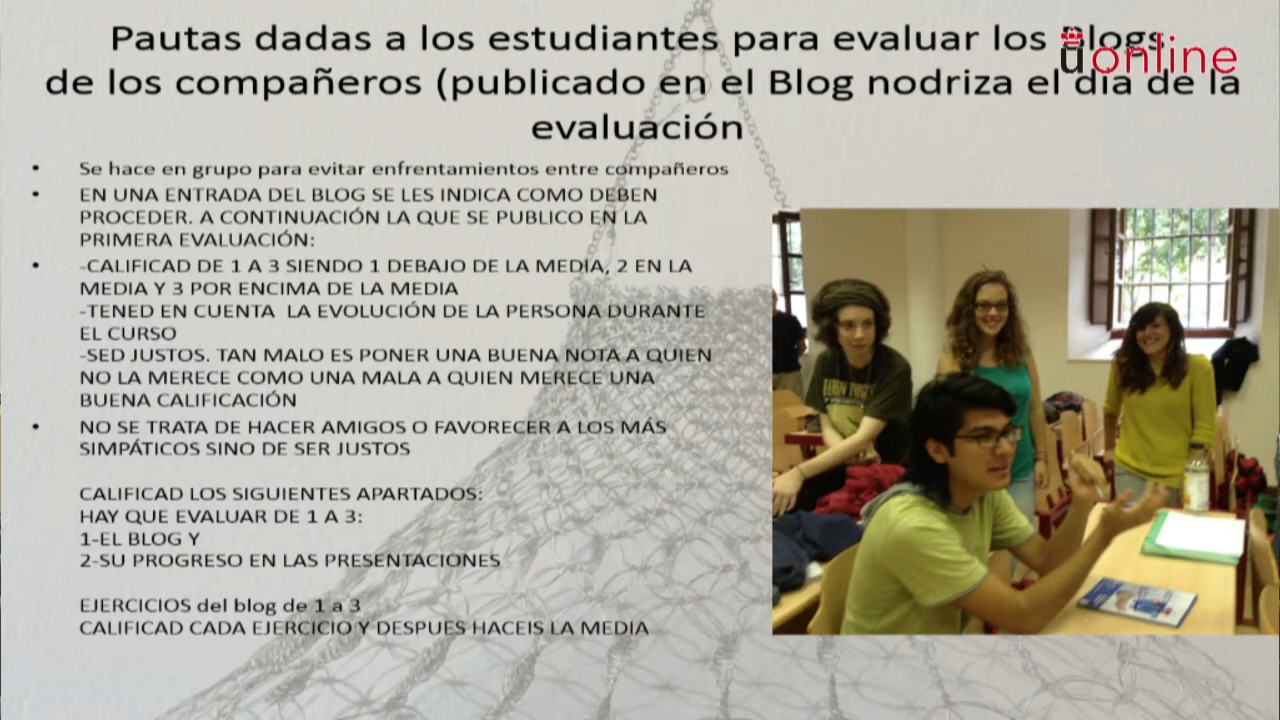 Pautas dadas a los estudiantes para evaluar los Blogs
de los compañeros (publicado en el Blog nodriza el día de la
evaluación
uonline
• Se hace en grupo para evitar enfrentamientos entre compañeros
• EN UNA ENTRADA DEL BLOG SE LES INDICA COMO DEBEN
PROCEDER. A CONTINUACIÓN LA QUE SE PUBLICO EN LA
PRIMERA EVALUACIÓN:
• -CALIFICAD DE 1 A 3 SIENDO 1 DEBAJO DE LA MEDIA, 2 EN LA
MEDIA Y 3 POR ENCIMA DE LA MEDIA
-TENED EN CUENTA LA EVOLUCIÓN DE LA PERSONA DURANTE
EL CURSO
-SED JUSTOS. TAN MALO ES PONER UNA BUENA NOTA A QUIEN
NO LA MERECE COMO UNA MALA A QUIEN MERECE UNA
BUENA CALIFICACIÓN
• NO SE TRATA DE HACER AMIGOS O FAVORECER A LOS MÁS
SIMPÁTICOS SINO DE SER JUSTOS
CALIFICAD LOS SIGUIENTES APARTADOS:
HAY QUE EVALUAR DE 1 A 3:
1-EL BLOG Y
2-SU PROGRESO EN LAS PRESENTACIONES
EJERCICIOS del blog de 1 a 3
CALIFICAD CADA EJERCICIO Y DESPUES HACEIS LA MEDIA